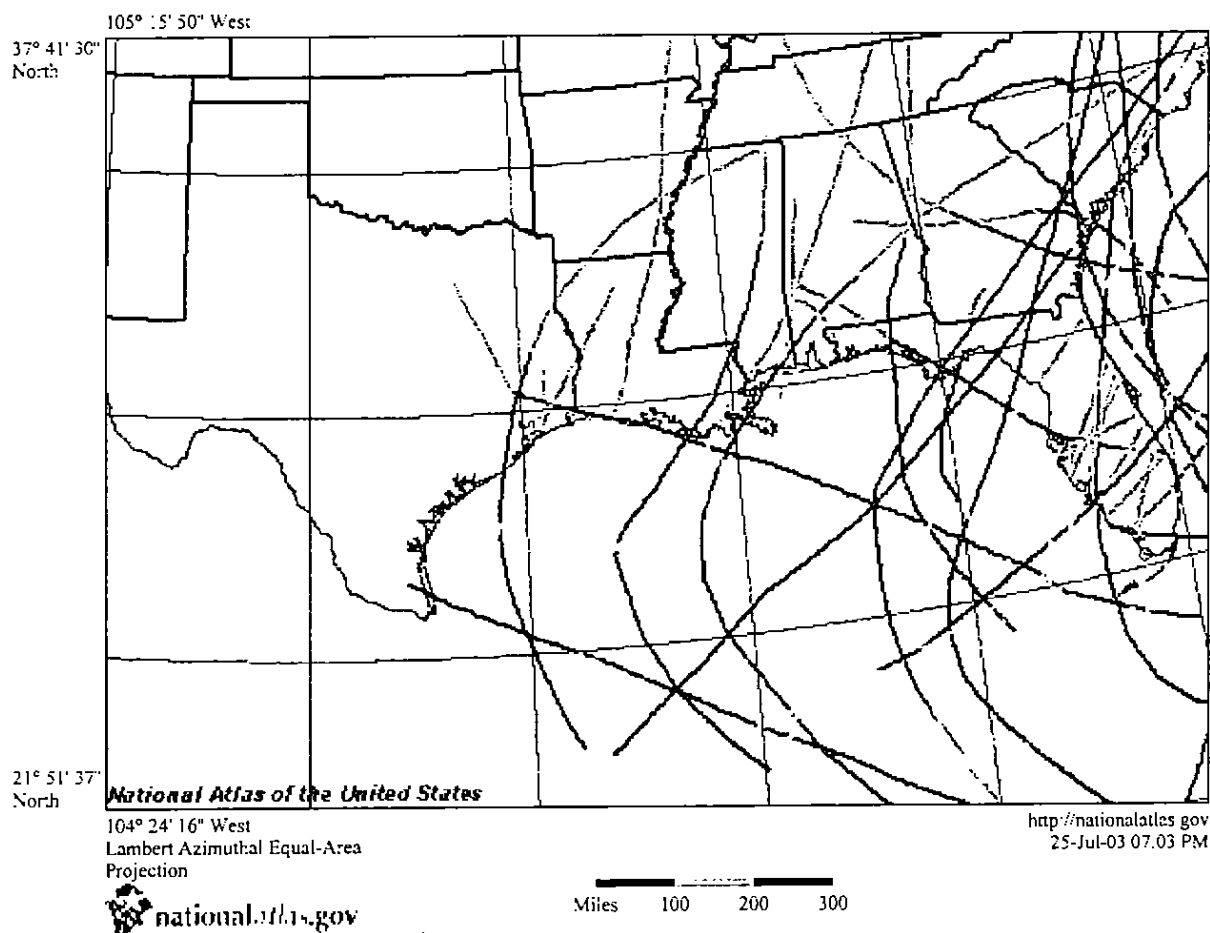 105° 15' 50" West
37° 41' 30"
North
21° 51' 37"
North
National Atlas of the United States
104° 24' 16" West
Lambert Azimuthal Equal-Area
Projection
http://nationalatlas gov
25-Jul-03 07.03 PM
Miles 100 200 300
nationalatlas.gov